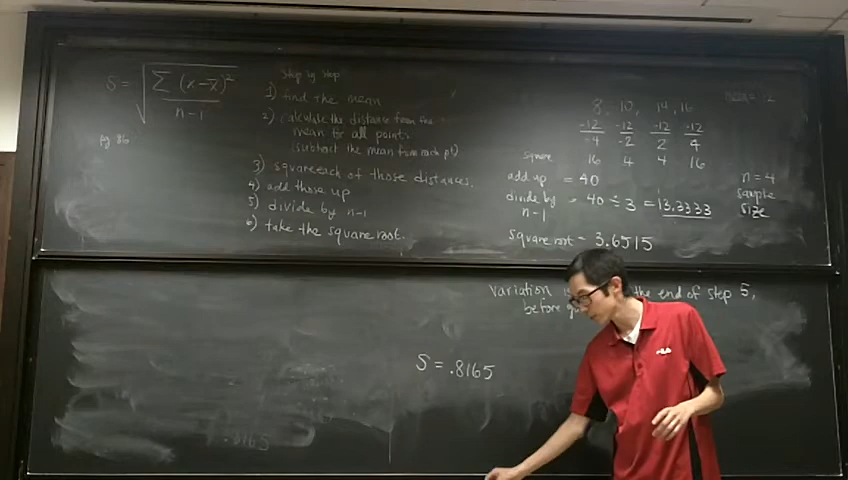 S = √ Σ (x-x̄)² / n-1
pg 86
Step by step
1) find the mean
2) calculate the distance from the
mean for all points
(subtract the mean from each pt)
3) square each of those distances.
4) add those up
5) divide by n-1
6) take the square root.
8, 10, 14, 16
-12 -12 -12 -12
-4 -2 2 4
square 16 4 4 16
add up = 40
divide by = 40 ÷ 3 = 13.3333
n-1
square root = 3.6515
mean = 12
n = 4
sample
size
Variation the end of step 5,
before
S = .8165
.8165